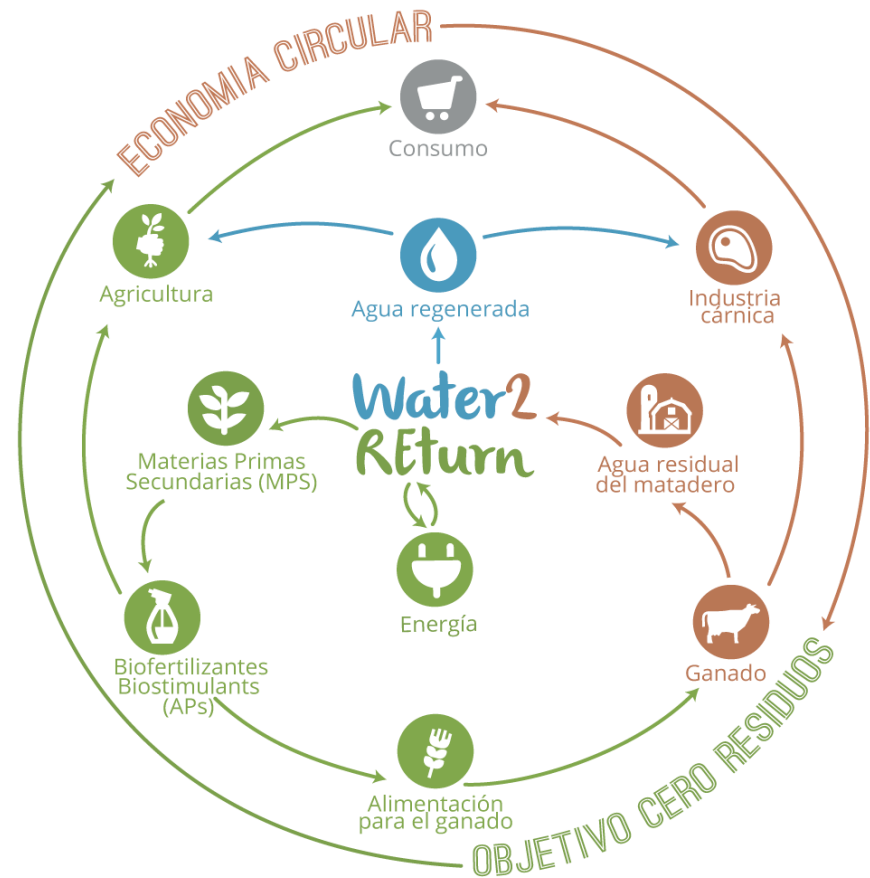 ECONOMIA CIRCULAR
Consumo
Agricultura
Agua regenerada
Industria
cárnica
Water2
REturn
Materias Primas
Secundarias (MPS)
Agua residual
del matadero
Energía
Biofertilizantes
Biostimulants
(APs)
Ganado
Alimentación
para el ganado
OBJETIVO CERO RESIDUOS